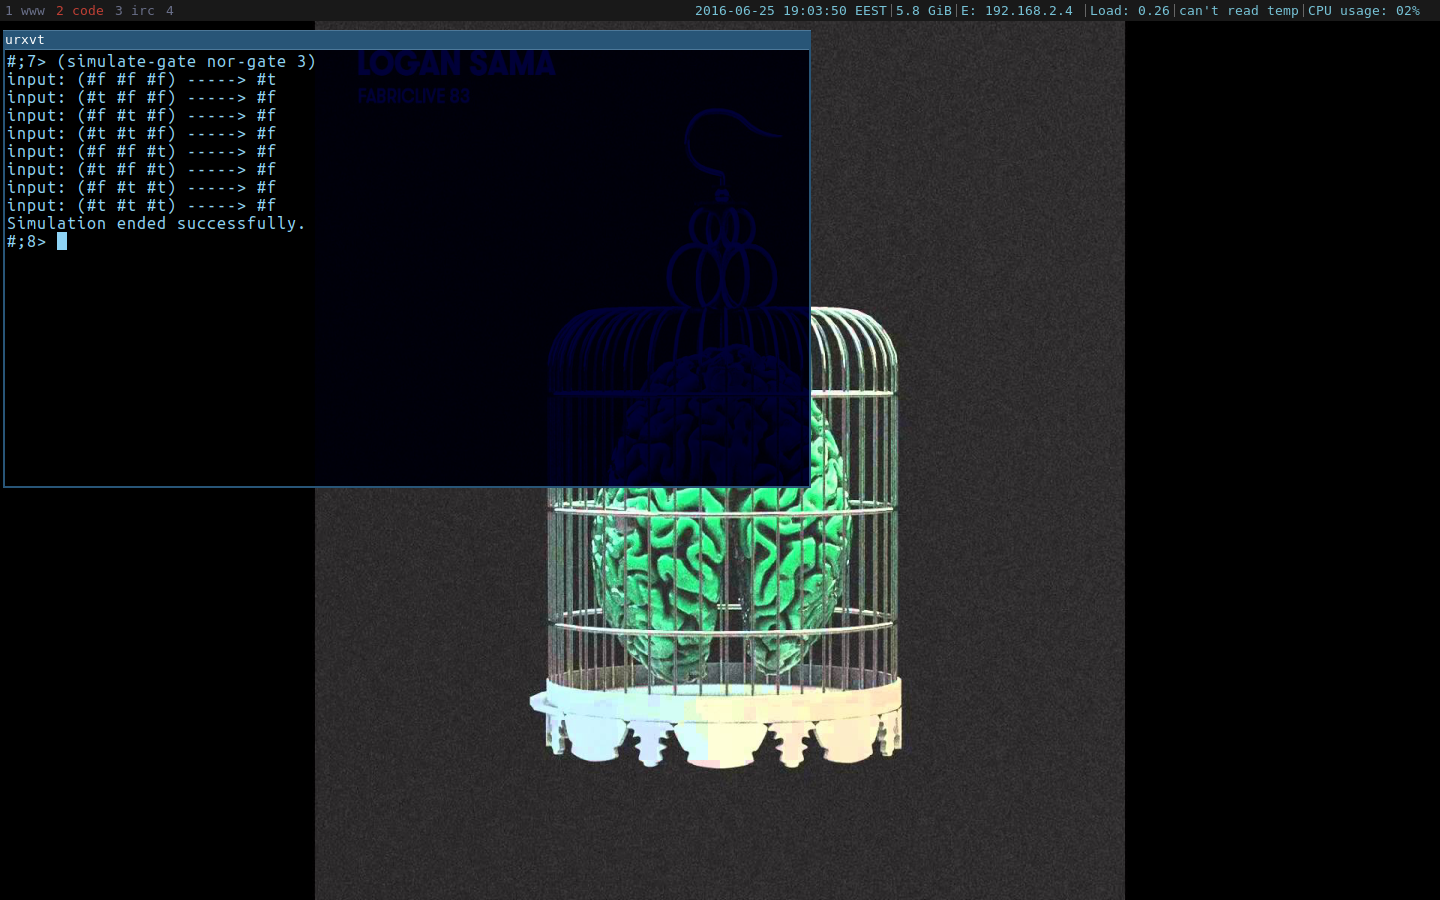 1 www 2 code 3 irc 4
2016-06-25 19:03:50 EEST|5.8 GiB|E: 192.168.2.4 |Load: 0.26|can't read temp|CPU usage: 02%
urxvt
#;7> (simulate-gate nor-gate 3)
input: (#f #f #f) -----> #t
input: (#t #f #f) -----> #f
input: (#f #t #f) -----> #f
input: (#t #t #f) -----> #f
input: (#f #f #t) -----> #f
input: (#t #f #t) -----> #f
input: (#f #t #t) -----> #f
input: (#t #t #t) -----> #f
Simulation ended successfully.
#;8>
LOGAN SAMA
FABRICLIVE 83